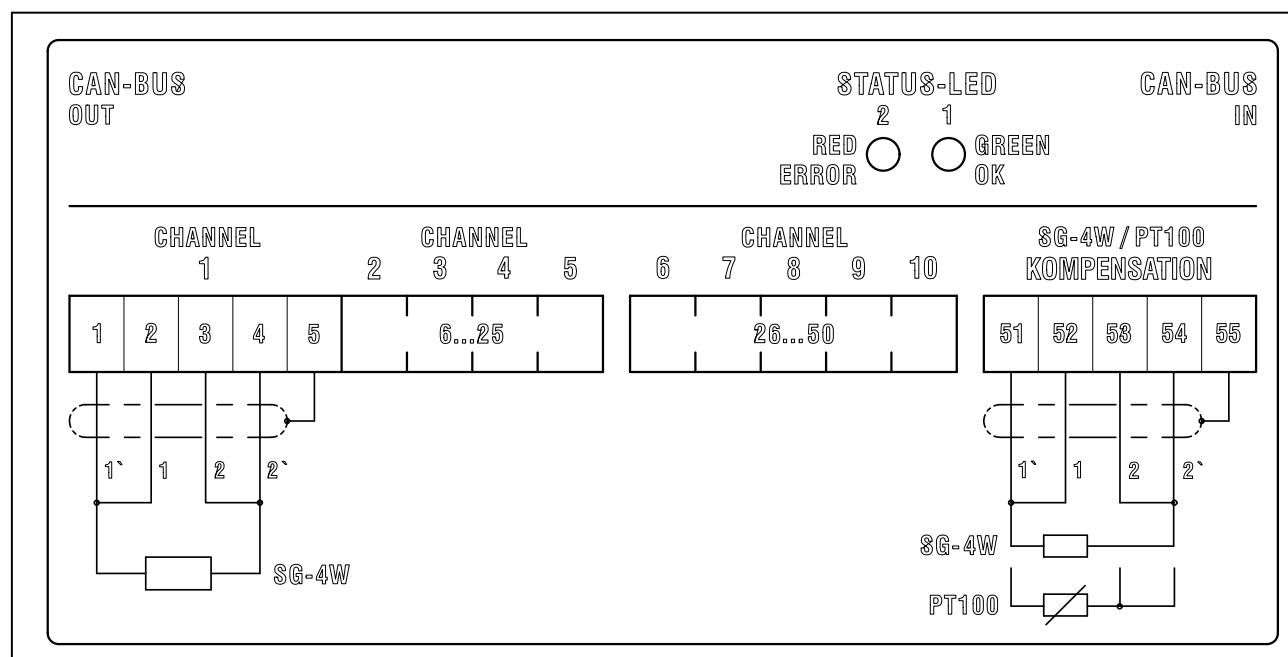 CAN-BUS
OUT
STATUS-LED
2 1
RED
ERROR
GREEN
OK
CAN-BUS
IN
CHANNEL
1
CHANNEL
2 3 4 5
CHANNEL
6 7 8 9 10
SG-4W / PT100
KOMPENSATION
1 2 3 4 5 6...25 26...50 51 52 53 54 55
1` 1 2 2`
1` 1 2 2`
SG-4W
SG-4W
PT100